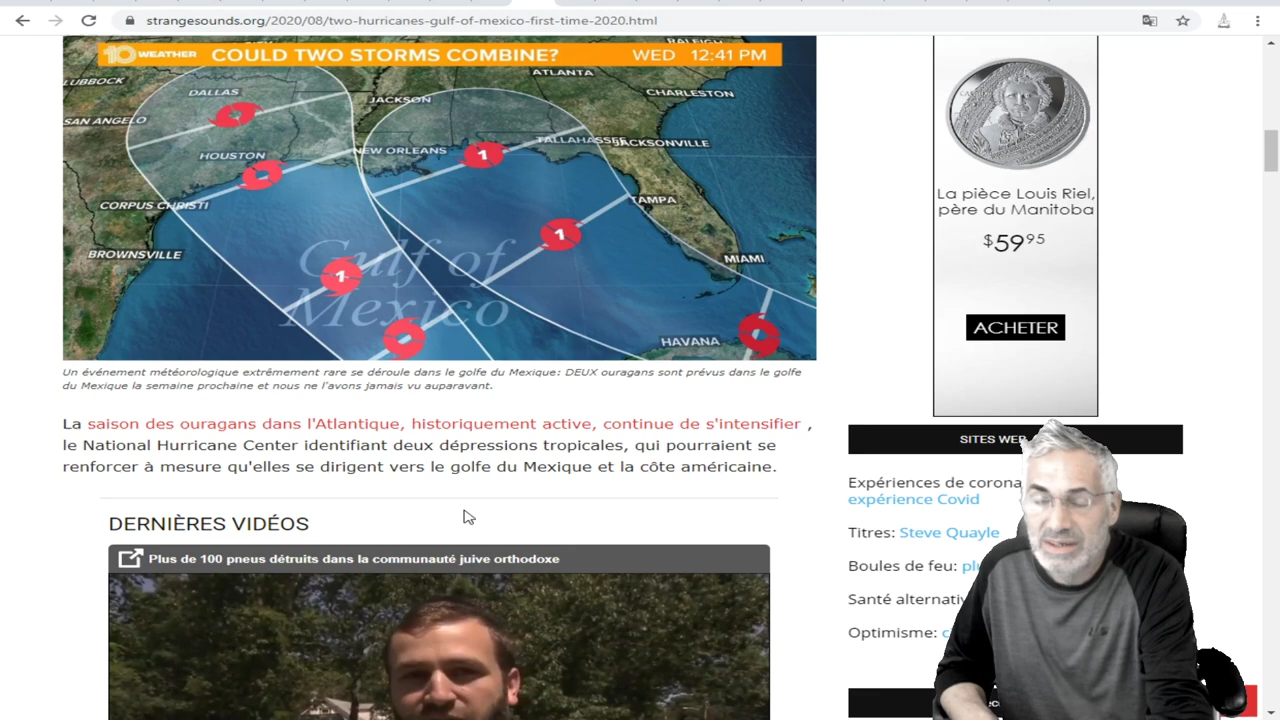 strangesounds.org/2020/08/two-hurricanes-gulf-of-mexico-first-time-2020.html
10 WEATHER COULD TWO STORMS COMBINE? WED 12:41 PM
RALEIGH
LUBBOCK
DALLAS
ATLANTA
JACKSON
CHARLESTON
SAN ANGELO
TALLAHASSEE
JACKSONVILLE
HOUSTON
NEW ORLEANS
1
CORPUS CHRISTI
TAMPA
1
BROWNSVILLE
MIAMI
1
Gulf of
Mexico
HAVANA
Un événement météorologique extrêmement rare se déroule dans le golfe du Mexique: DEUX ouragans sont prévus dans le golfe
du Mexique la semaine prochaine et nous ne l'avons jamais vu auparavant.
La saison des ouragans dans l'Atlantique, historiquement active, continue de s'intensifier ,
le National Hurricane Center identifiant deux dépressions tropicales, qui pourraient se
renforcer à mesure qu'elles se dirigent vers le golfe du Mexique et la côte américaine.
DERNIÈRES VIDÉOS
Plus de 100 pneus détruits dans la communauté juive orthodoxe
La pièce Louis Riel,
père du Manitoba
$59 95
ACHETER
SITES WEB
Expériences de corona
expérience Covid
Titres: Steve Quayle
Boules de feu:
Santé
Optimisme: